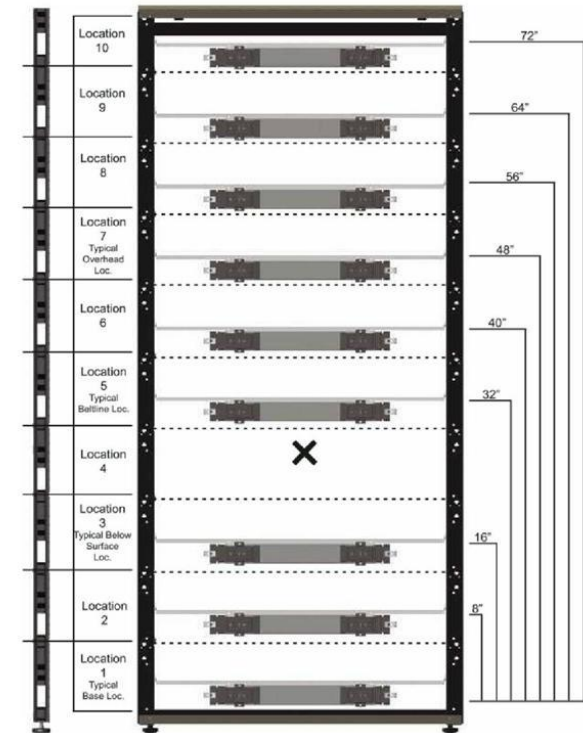 Location
10
Location
9
Location
8
Location
7
Typical
Overhead
Loc.
Location
6
Location
5
Typical
Beltline Loc.
Location
4
Location
3
Typical Below
Surface
Loc.
Location
2
Location
1
Typical
Base Loc.
72"
64"
56"
48"
40"
32"
16"
8"